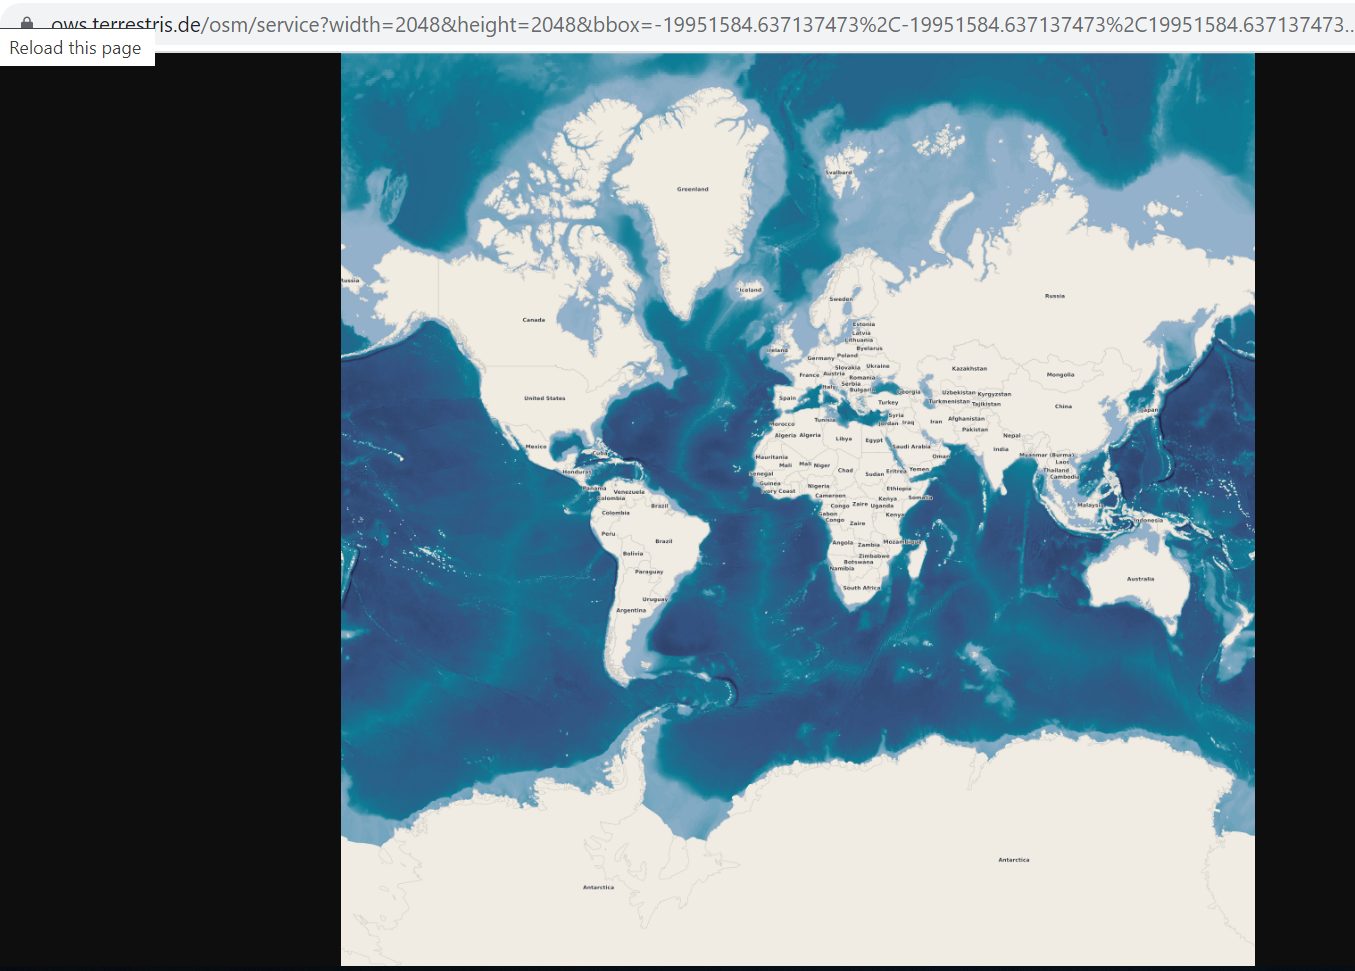 ows.terrestris.de/osm/service?width=2048&height=2048&bbox=-19951584.637137473%2C-19951584.637137473%2C19951584.637137473...
Reload this page
Svalbard
Greenland
Russia
Iceland
Russia
Sweden
Canada
Estonia
Latvia
Lithuania
Ireland
Byelarus
Germany Poland
Slovakia Ukraine
Kazakhstan
France Austria
Mongolia
Romania
Serbia
Italy
Bulgaria
Georgia
Uzbekistan Kyrgyzstan
United States
Spain
Turkey
Turkmenistan Tajikistan
China
Japan
Syria
Morocco
Tunisia
Jordan Iraq
Iran
Afghanistan
Pakistan
Algeria Algeria
Libya
Egypt
Nepal
Mexico
Saudi Arabia
India
Cuba
Mauritania
Oman
Myanmar (Burma)
Laos
Mali
Mali Niger
Chad
Sudan
Eritrea Yemen
Thailand
Honduras
Senegal
Cambodia
Guinea
Nigeria
Ethiopia
Panama
Venezuela
Ivory Coast
Cameroon
Kenya
Somalia
Colombia
Brazil
Congo Zaire Uganda
Malaysia
Colombia
Gabon
Congo
Kenya
Zaire
Indonesia
Peru
Brazil
Angola Zambia Mozambique
Bolivia
Zimbabwe
Botswana
Namibia
Paraguay
Australia
South Africa
Uruguay
Argentina
Antarctica
Antarctica